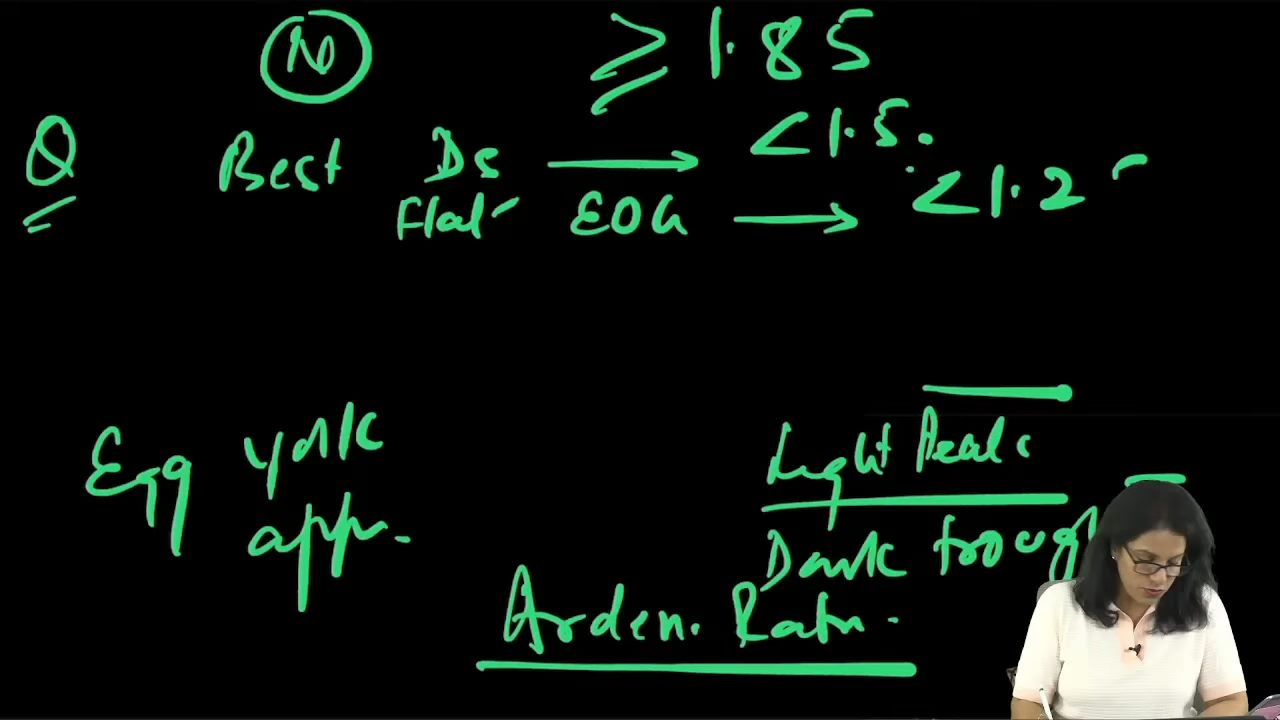 N ≥ 1.85
Q Best Ds → < 1.5.
Flat EOG → < 1.2
Egg yolk
app.
Light Peak
Dark trough
Arden. Ratio.